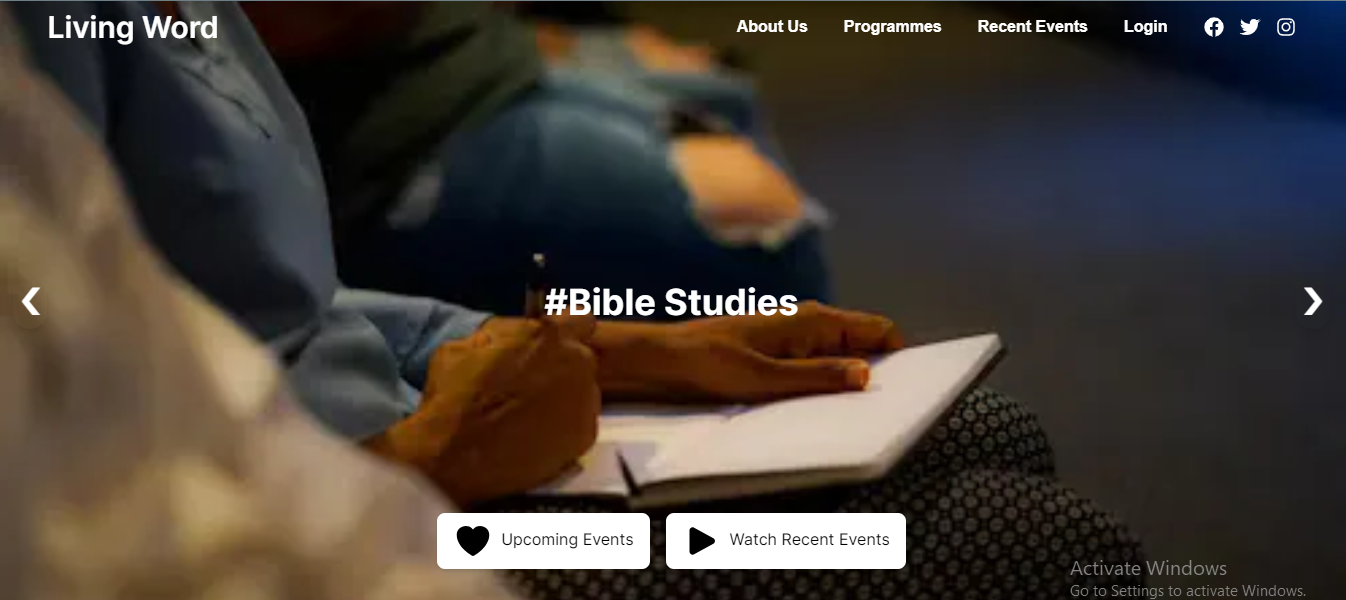 Living Word
About Us Programmes Recent Events Login
#Bible Studies
Upcoming Events Watch Recent Events
Activate Windows
Go to Settings to activate Windows.